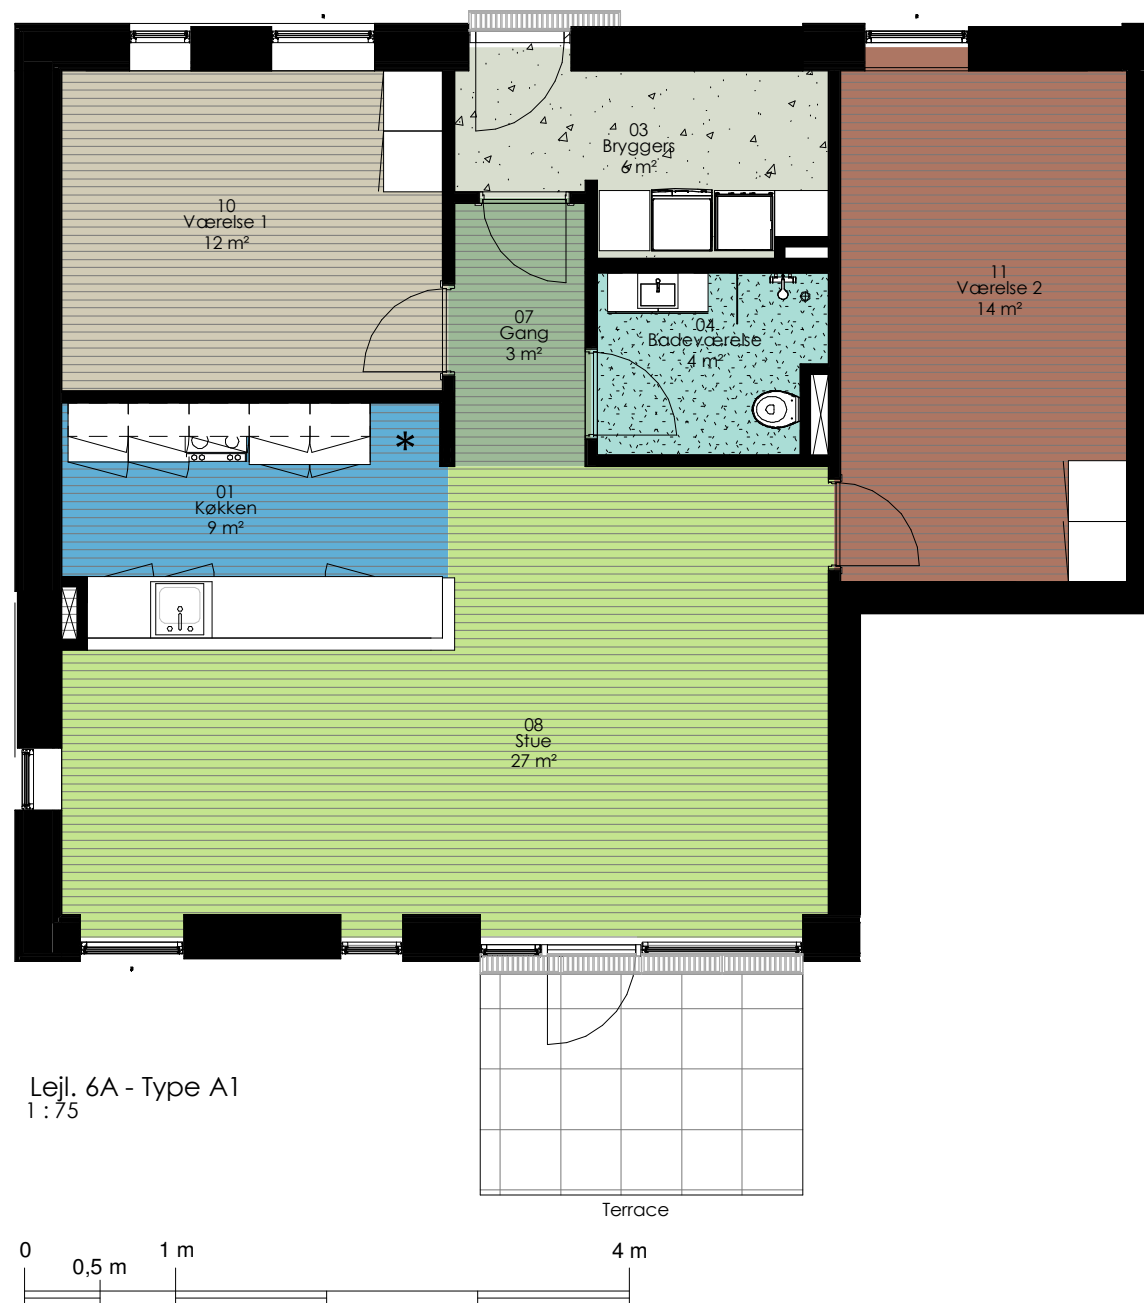 03
Bryggers
6 m²
10
Værelse 1
12 m²
11
Værelse 2
14 m²
07
Gang
3 m²
04
Badeværelse
4 m²
*
01
Køkken
9 m²
08
Stue
27 m²
Lejl. 6A - Type A1
1 : 75
Terrace
0
0,5 m
1 m
4 m